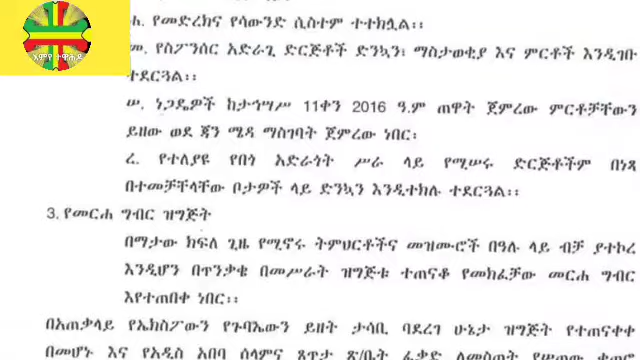 እምዬ ተዋሕዶ
ሐ. የመድረክና የሳውንድ ሲስተም ተተክሏል፡፡
መ. የስፖንሰር አድራጊ ድርጅቶች ድንኳን፣ ማስታወቂያ እና ምርቶች እንዲገቡ
ተደርጓል፡፡
ሠ. ነጋዴዎች ከታኅሣሥ 11ቀን 2016 ዓ.ም ጠዋት ጀምረው ምርቶቻቸውን
ይዘው ወደ ጃን ሜዳ ማስገባት ጀምረው ነበር፡
ረ. የተለያዩ የበጎ አድራጎት ሥራ ላይ የሚሠሩ ድርጅቶችም በነጻ
በተመቻቸላቸው ቦታዎች ላይ ድንኳን እንዲተክሉ ተደርጓል፡፡
3. የመርሐ ግብር ዝግጅት
በማታው ክፍለ ጊዜ የሚኖሩ ትምህርቶችና መዝሙሮች በዓሉ ላይ ብቻ ያተኮረ
እንዲሆን በጥንቃቄ በመሥራት ዝግጅቱ ተጠናቆ የመክፈቻው መርሐ ግብር
እየተጠበቀ ነበር፡፡
በአጠቃላይ የኤክስፖውን የጉባኤውን ይዘት ታሳቢ ባደረገ ሁኔታ ዝግጅት የተጠናቀቀ
በመሆኑ እና የአዲስ አበባ ሰላምና ጸጥታ ጽ/ቤት ፈቃድ ለመስጠት